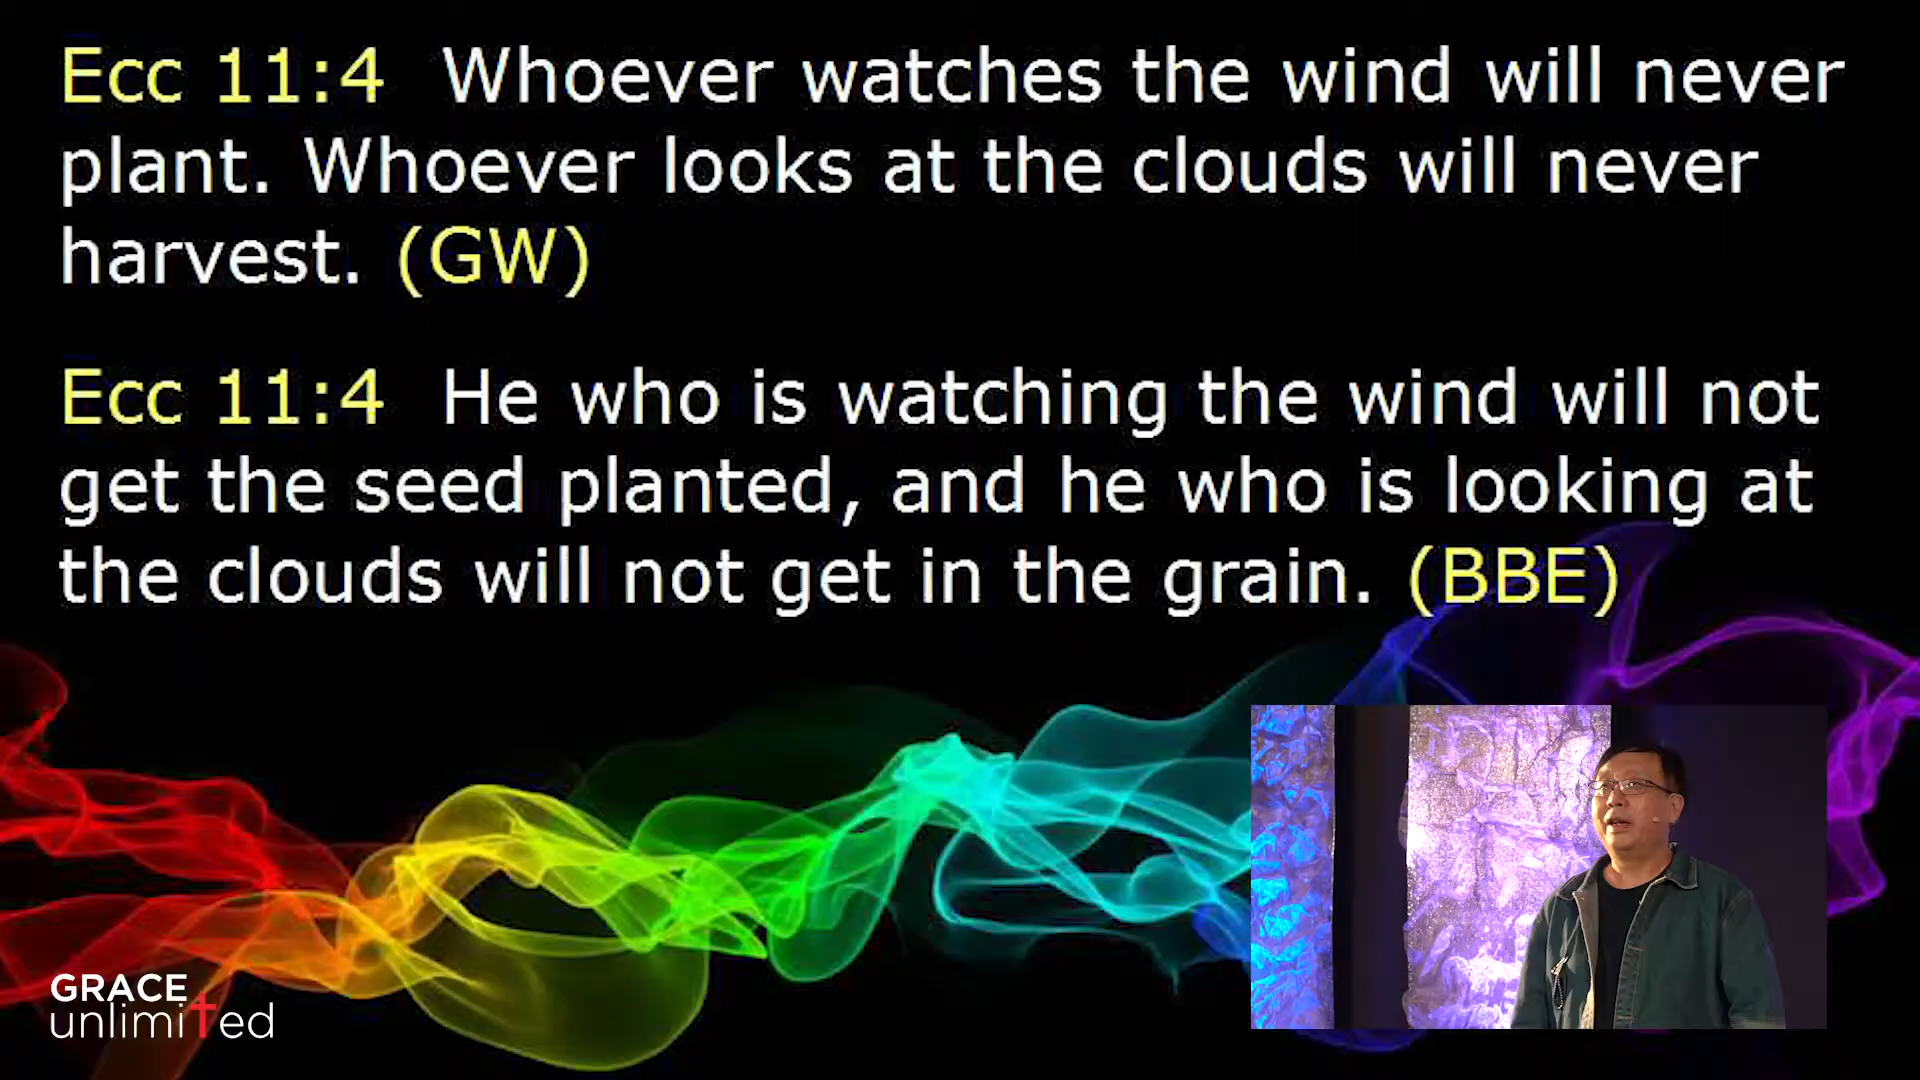 Ecc 11:4 Whoever watches the wind will never
plant. Whoever looks at the clouds will never
harvest. (GW)
Ecc 11:4 He who is watching the wind will not
get the seed planted, and he who is looking at
the clouds will not get in the grain. (BBE)
GRACE
unlimited